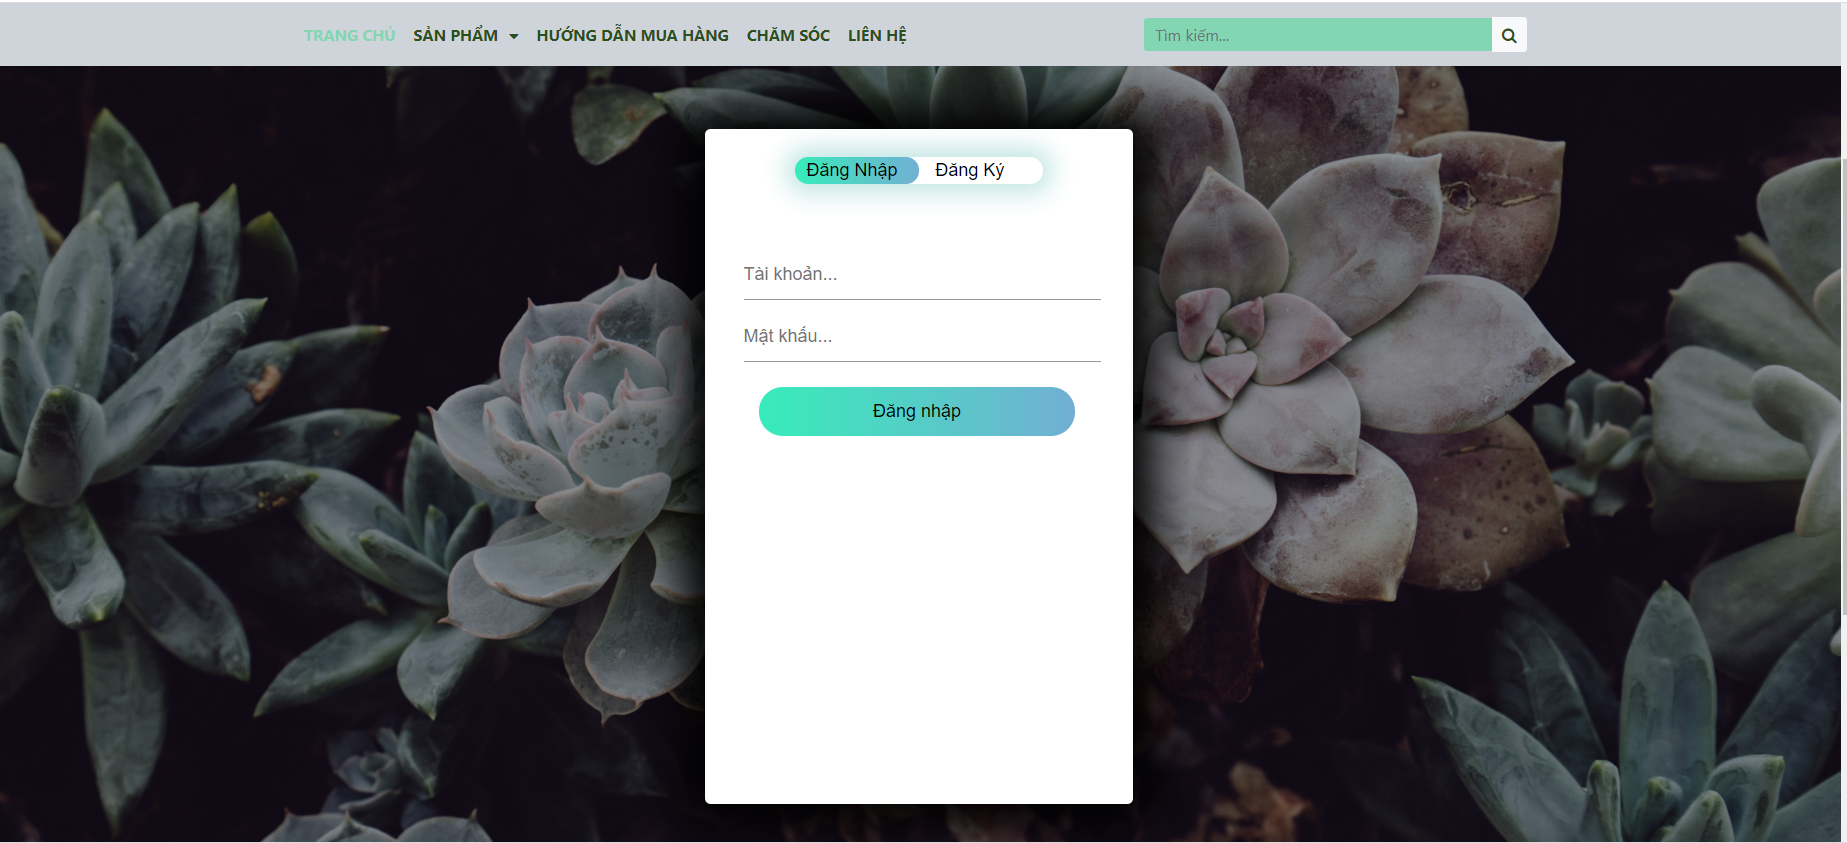 TRANG CHỦ SẢN PHẨM HƯỚNG DẪN MUA HÀNG CHĂM SÓC LIÊN HỆ Tìm kiếm...
Đăng Nhập Đăng Ký
Tài khoản...
Mật khẩu...
Đăng nhập